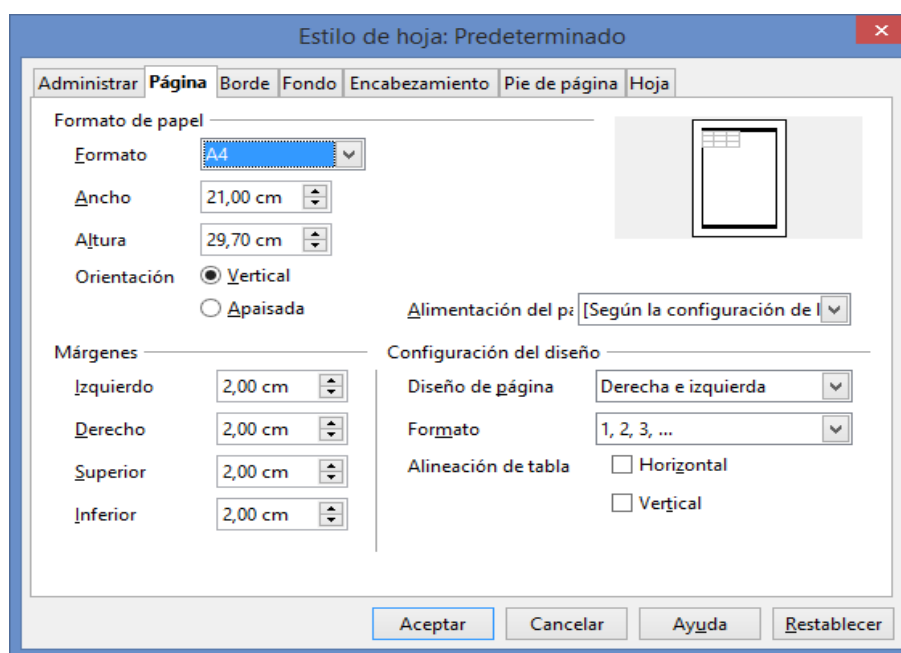 Estilo de hoja: Predeterminado
Administrar Página Borde Fondo Encabezamiento Pie de página Hoja
Formato de papel
Formato A4
Ancho 21,00 cm
Altura 29,70 cm
Orientación Vertical
Apaisada
Alimentación del pa [Según la configuración de l
Márgenes
Izquierdo 2,00 cm
Derecho 2,00 cm
Superior 2,00 cm
Inferior 2,00 cm
Configuración del diseño
Diseño de página Derecha e izquierda
Formato 1, 2, 3, ...
Alineación de tabla Horizontal
Vertical
Aceptar Cancelar Ayuda Restablecer